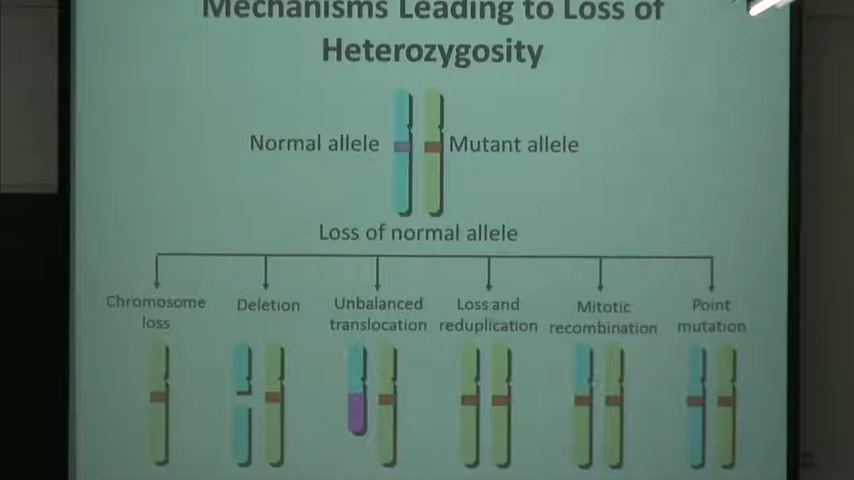 Mechanisms Leading to Loss of
Heterozygosity
Normal allele
Mutant allele
Loss of normal allele
Chromosome
loss
Deletion
Unbalanced
translocation
Loss and
reduplication
Mitotic
recombination
Point
mutation